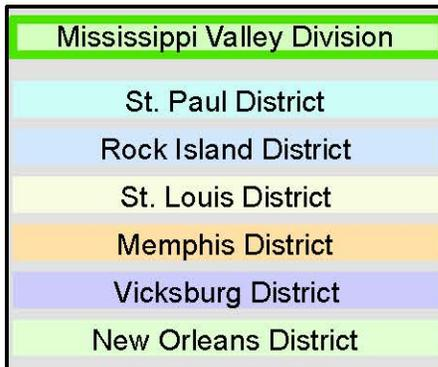 Mississippi Valley Division
St. Paul District
Rock Island District
St. Louis District
Memphis District
Vicksburg District
New Orleans District